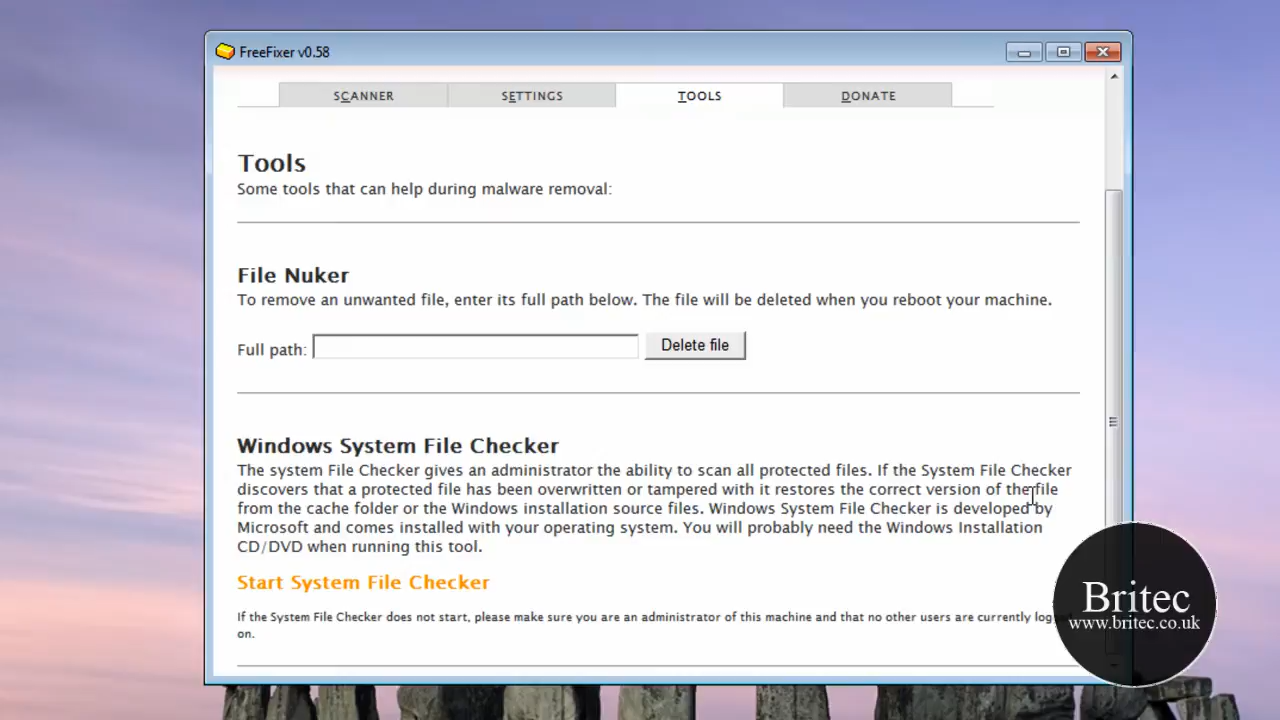 FreeFixer v0.58
SCANNER
SETTINGS
TOOLS
DONATE
Tools
Some tools that can help during malware removal:
File Nuker
To remove an unwanted file, enter its full path below. The file will be deleted when you reboot your machine.
Full path:
Delete file
Windows System File Checker
The system File Checker gives an administrator the ability to scan all protected files. If the System File Checker
discovers that a protected file has been overwritten or tampered with it restores the correct version of the file
from the cache folder or the Windows installation source files. Windows System File Checker is developed by
Microsoft and comes installed with your operating system. You will probably need the Windows Installation
CD/DVD when running this tool.
Start System File Checker
If the System File Checker does not start, please make sure you are an administrator of this machine and that no other users are currently
on.
Britec
www.britec.co.uk